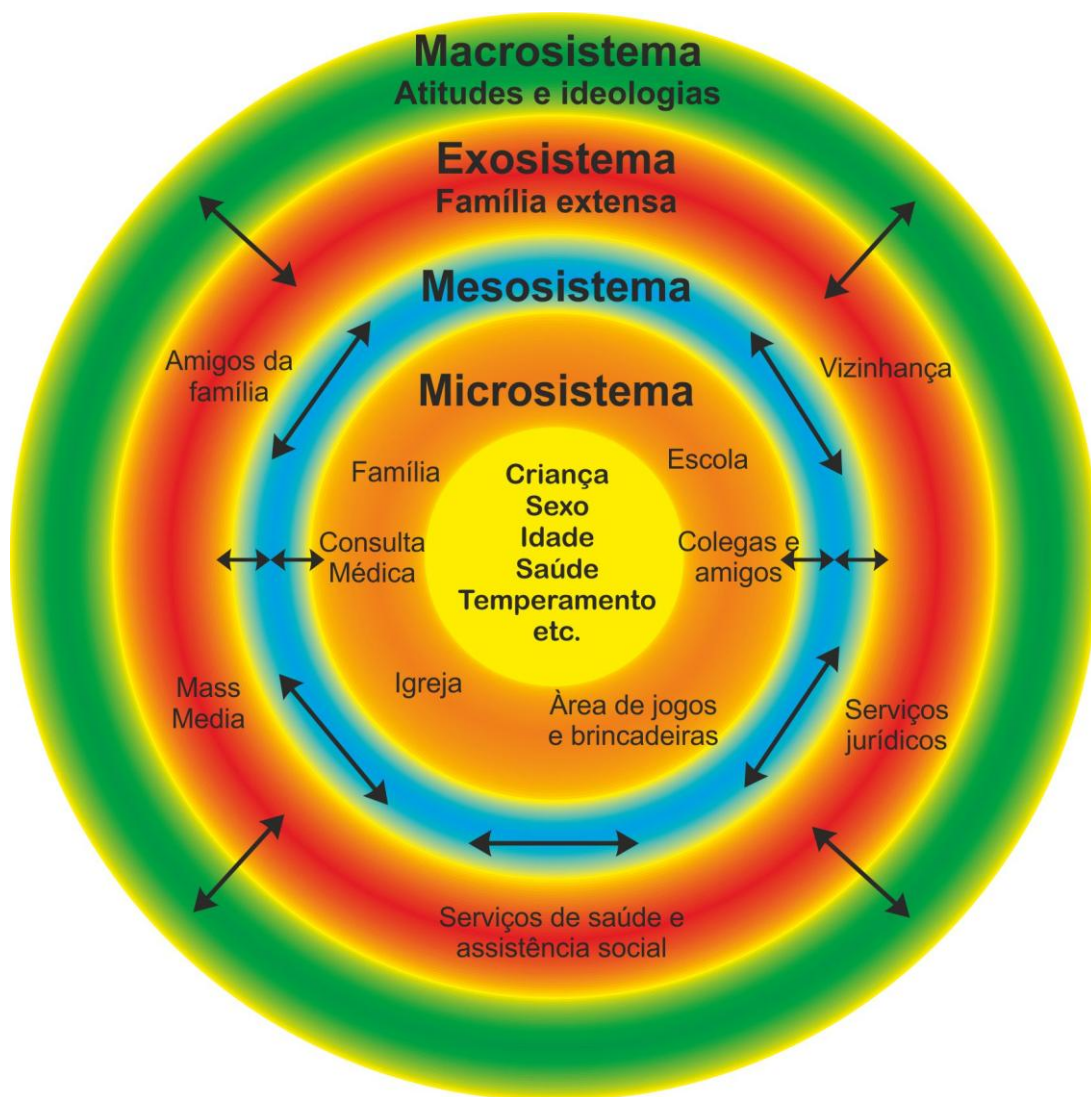 Macrosistema
Atitudes e ideologias
Exosistema
Família extensa
Mesosistema
Amigos da
família
Vizinhança
Microsistema
Família
Escola
Criança
Sexo
Idade
Saúde
Temperamento
etc.
Consulta
Médica
Colegas e
amigos
Igreja
Àrea de jogos
e brincadeiras
Mass
Media
Serviços
jurídicos
Serviços de saúde e
assistência social